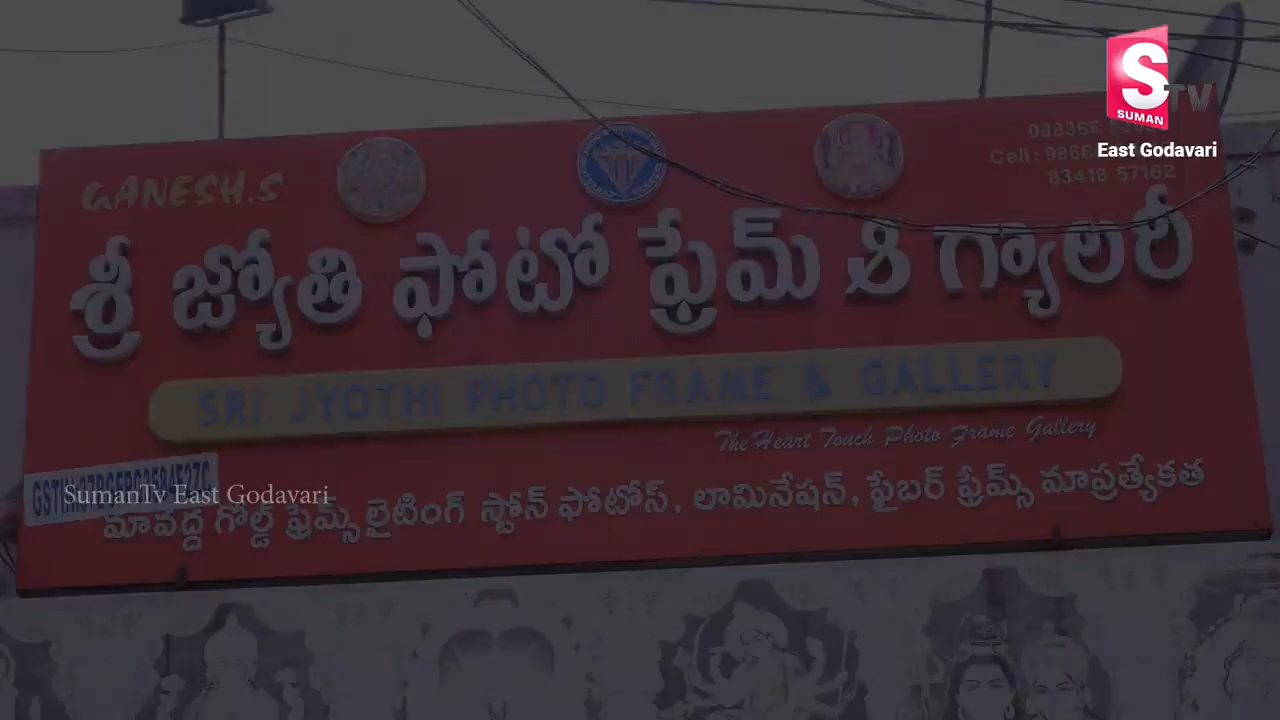 S TV
SUMAN
East Godavari
GANESH.S
Cell:
83418 57162
శ్రీ జ్యోతి ఫోటో ఫ్రేమ్ & గ్యాలరీ
SRI JYOTHI PHOTO FRAME & GALLERY
The Heart Touch Photo Frame Gallery
SumanTv East Godavari
మావద్ద గోల్డ్ ఫ్రేమ్స్ లైటింగ్ స్టోన్ ఫోటోస్, లామినేషన్, ఫైబర్ ఫ్రేమ్స్ మాప్రత్యేకత